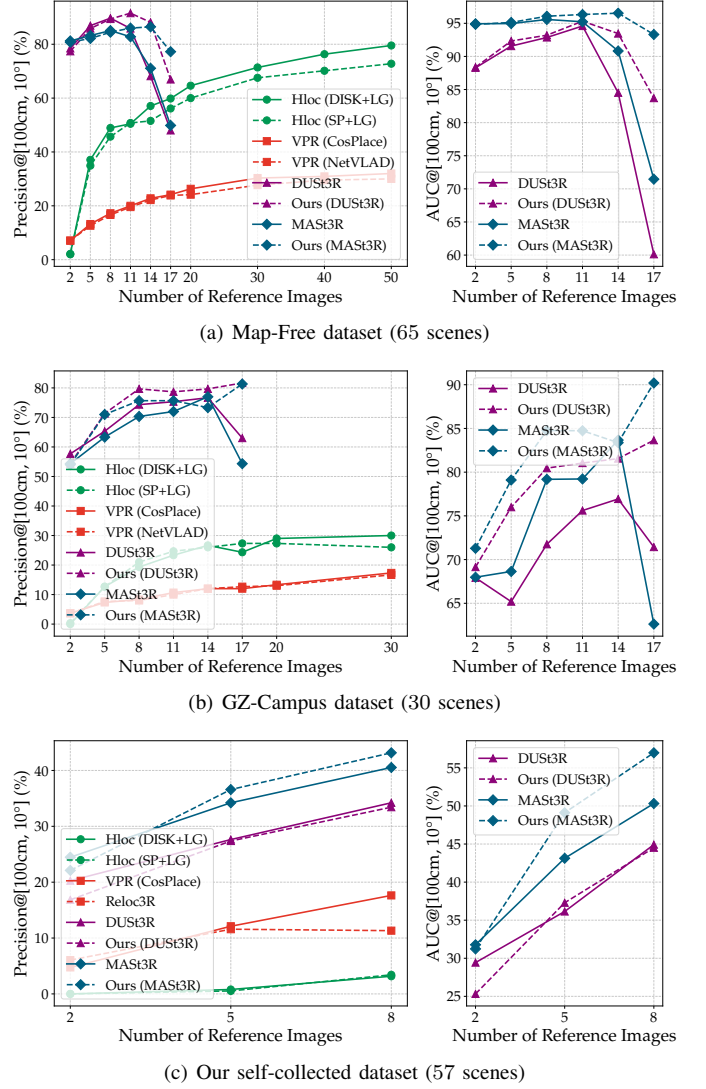 Precision@[100cm, 10°] (%)
80
60
40
20
0
2 5 8 11 14 17 20 30 40 50
Number of Reference Images
Hloc (DISK+LG)
Hloc (SP+LG)
VPR (CosPlace)
VPR (NetVLAD)
DUSt3R
Ours (DUSt3R)
MASt3R
Ours (MASt3R)
AUC@[100cm, 10°] (%)
95
90
85
80
75
70
65
60
2 5 8 11 14 17
Number of Reference Images
DUSt3R
Ours (DUSt3R)
MASt3R
Ours (MASt3R)
(a) Map-Free dataset (65 scenes)
Precision@[100cm, 10°] (%)
80
70
60
50
40
30
20
10
0
2 5 8 11 14 17 20 30
Number of Reference Images
Hloc (DISK+LG)
Hloc (SP+LG)
VPR (CosPlace)
VPR (NetVLAD)
DUSt3R
Ours (DUSt3R)
MASt3R
Ours (MASt3R)
AUC@[100cm, 10°] (%)
90
85
80
75
70
65
2 5 8 11 14 17
Number of Reference Images
DUSt3R
Ours (DUSt3R)
MASt3R
Ours (MASt3R)
(b) GZ-Campus dataset (30 scenes)
Precision@[100cm, 10°] (%)
40
30
20
10
0
2 5 8
Number of Reference Images
Hloc (DISK+LG)
Hloc (SP+LG)
VPR (CosPlace)
Reloc3R
DUSt3R
Ours (DUSt3R)
MASt3R
Ours (MASt3R)
AUC@[100cm, 10°] (%)
55
50
45
40
35
30
25
2 5 8
Number of Reference Images
DUSt3R
Ours (DUSt3R)
MASt3R
Ours (MASt3R)
(c) Our self-collected dataset (57 scenes)